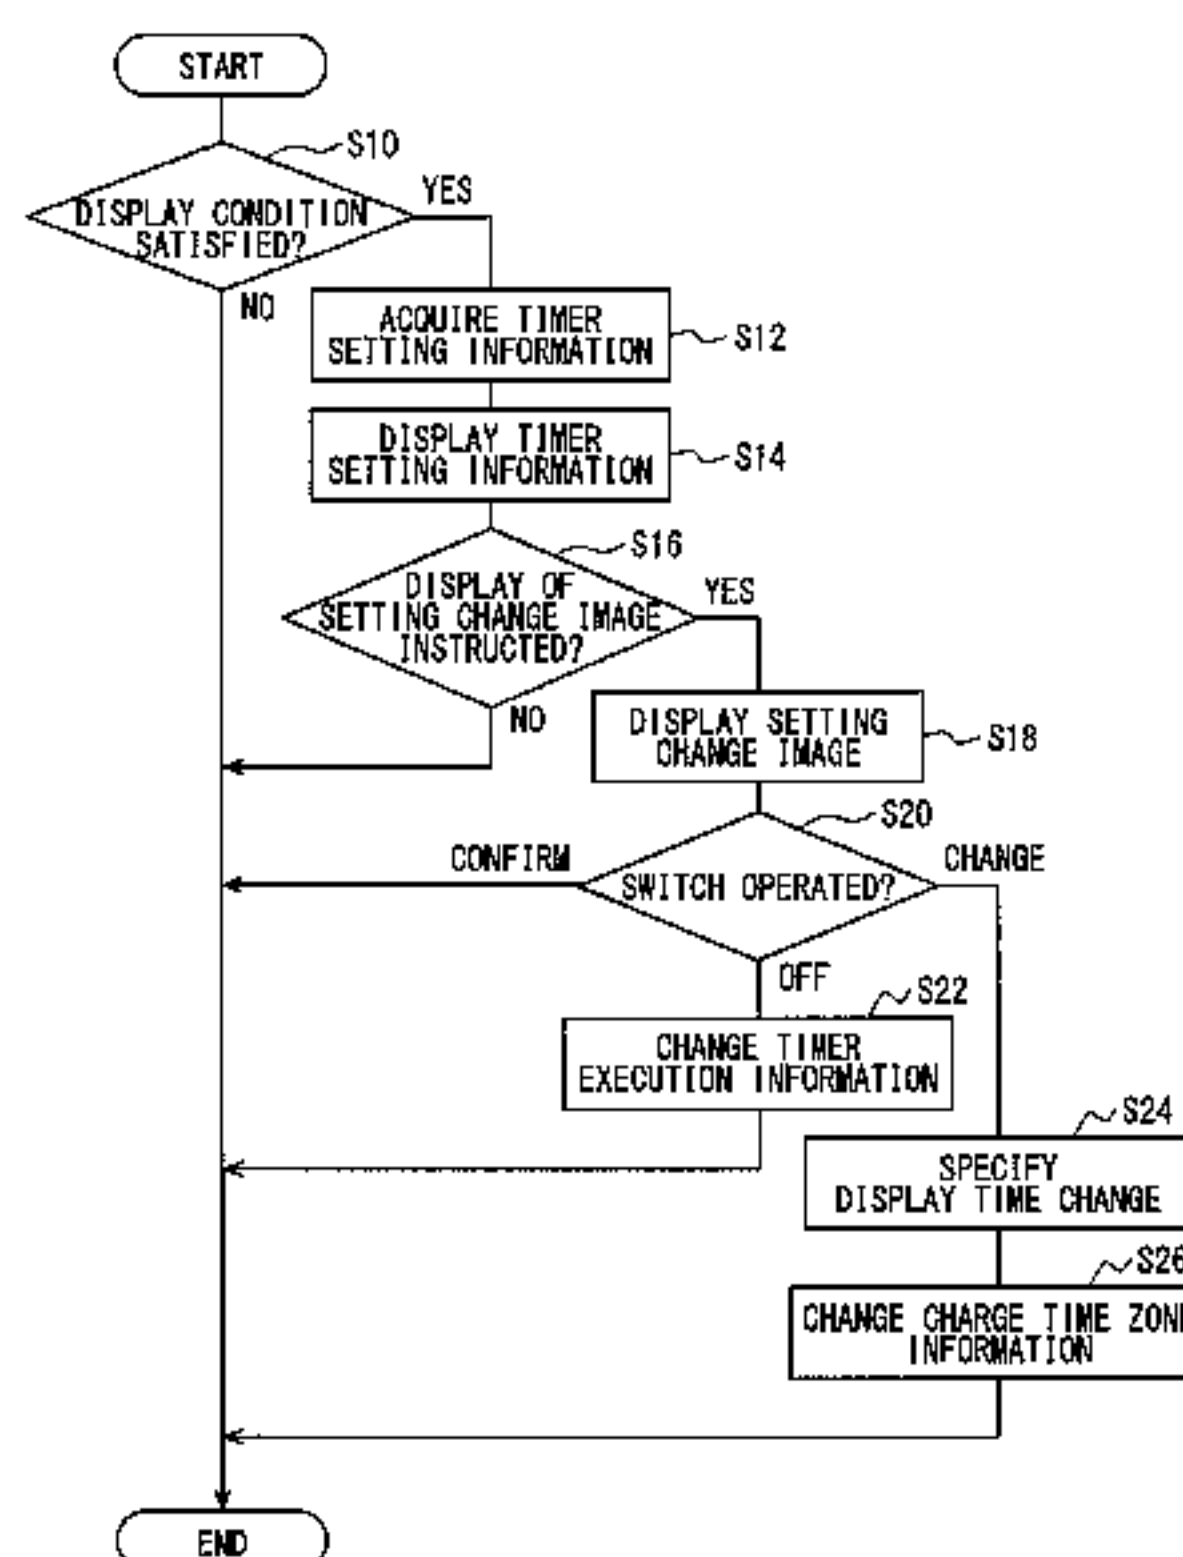 START
S10
DISPLAY CONDITION
SATISFIED?
YES
NO
ACQUIRE TIMER
SETTING INFORMATION
S12
DISPLAY TIMER
SETTING INFORMATION
S14
S16
DISPLAY OF
SETTING CHANGE IMAGE
INSTRUCTED?
YES
NO
DISPLAY SETTING
CHANGE IMAGE
S18
S20
CONFIRM
SWITCH OPERATED?
CHANGE
OFF
S22
CHANGE TIMER
EXECUTION INFORMATION
S24
SPECIFY
DISPLAY TIME CHANGE
S26
CHANGE CHARGE TIME ZONE
INFORMATION
END